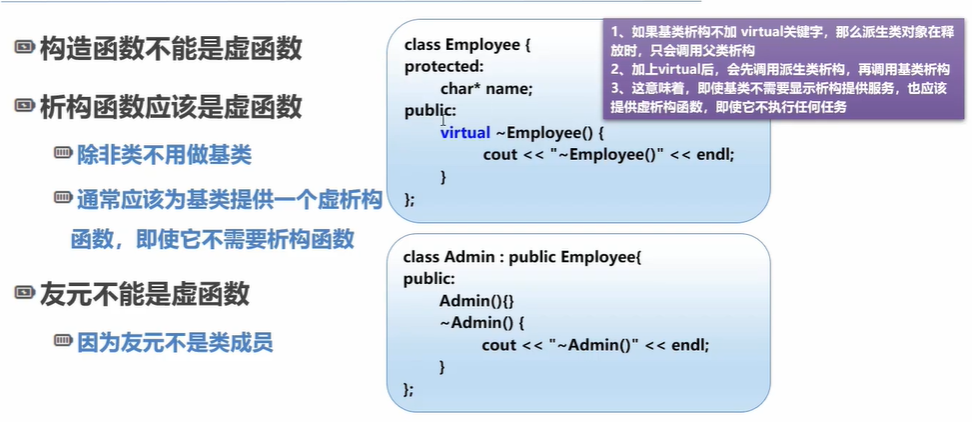 构造函数不能是虚函数
析构函数应该是虚函数
除非类不用做基类
通常应该为基类提供一个虚析构
函数，即使它不需要析构函数
友元不能是虚函数
因为友元不是类成员
class Employee {
protected:
char* name;
public:
virtual ~Employee() {
cout << "~Employee()" << endl;
}
};
1、如果基类析构不加 virtual关键字，那么派生类对象在释
放时，只会调用父类析构
2、加上virtual后，会先调用派生类析构，再调用基类析构
3、这意味着，即使基类不需要显示析构提供服务，也应该
提供虚析构函数，即使它不执行任何任务
class Admin : public Employee{
public:
Admin(){}
~Admin() {
cout << "~Admin()" << endl;
}
};